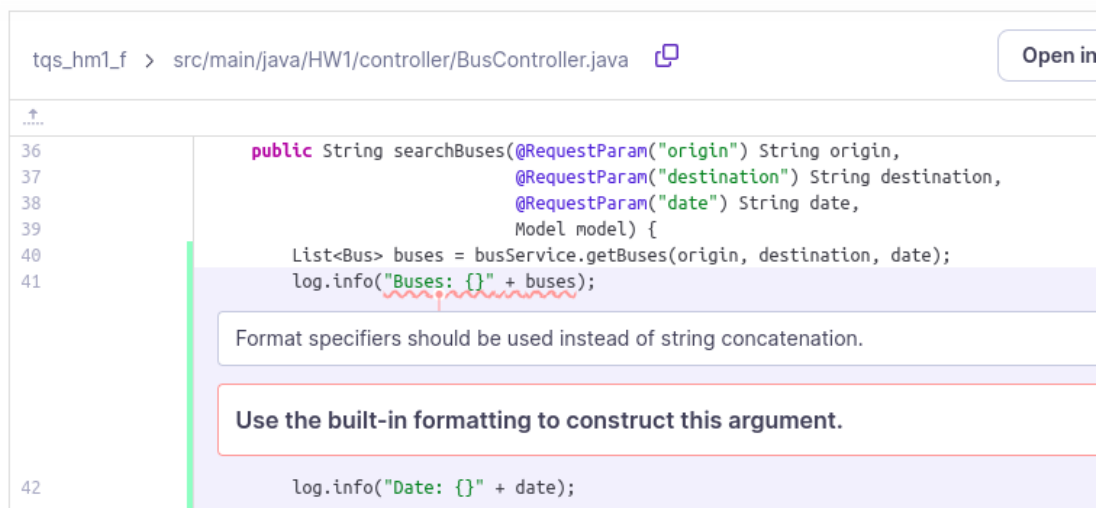 tqs_hm1_f > src/main/java/HW1/controller/BusController.java
Open in
36 public String searchBuses(@RequestParam("origin") String origin,
37 @RequestParam("destination") String destination,
38 @RequestParam("date") String date,
39 Model model) {
40 List<Bus> buses = busService.getBuses(origin, destination, date);
41 log.info("Buses: {}" + buses);
Format specifiers should be used instead of string concatenation.
Use the built-in formatting to construct this argument.
42 log.info("Date: {}" + date);